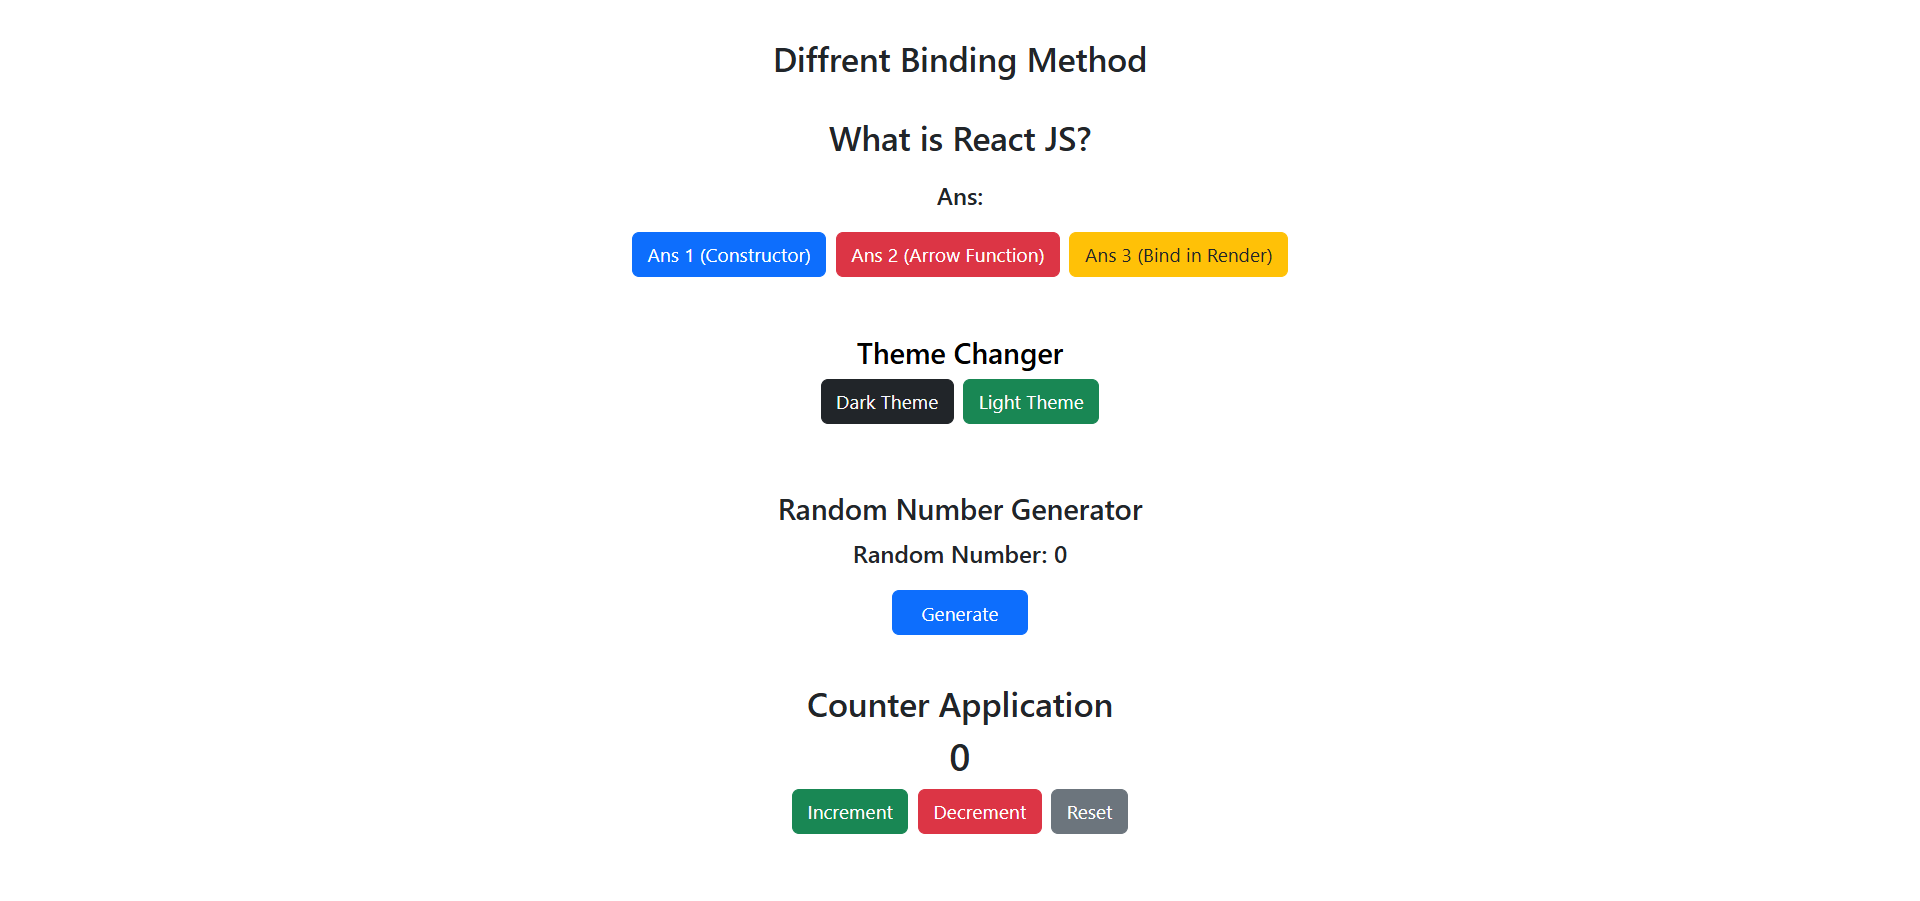 Diffrent Binding Method
What is React JS?
Ans:
Ans 1 (Constructor) Ans 2 (Arrow Function) Ans 3 (Bind in Render)
Theme Changer
Dark Theme Light Theme
Random Number Generator
Random Number: 0
Generate
Counter Application
0
Increment Decrement Reset